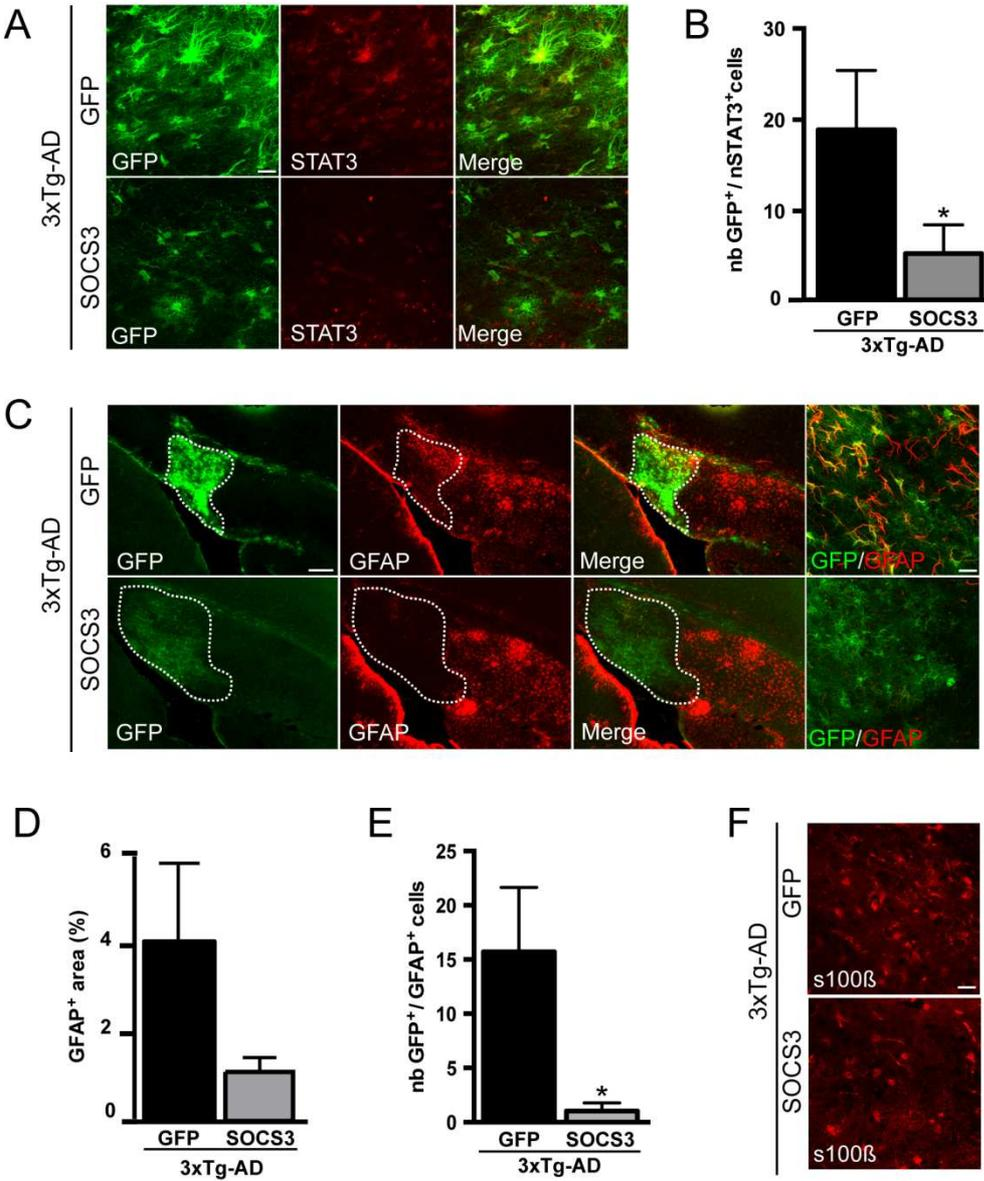 A
3xTg-AD
GFP
GFP
STAT3
Merge
SOCS3
GFP
STAT3
Merge
B
nb GFP⁺/ nSTAT3⁺cells
30
20
10
0
*
GFP SOCS3
3xTg-AD
C
3xTg-AD
GFP
GFP
GFAP
Merge
GFP/GFAP
SOCS3
GFP
GFAP
Merge
GFP/GFAP
D
GFAP⁺ area (%)
6
4
2
0
GFP SOCS3
3xTg-AD
E
nb GFP⁺/ GFAP⁺ cells
25
20
15
10
5
0
*
GFP SOCS3
3xTg-AD
F
3xTg-AD
GFP
s100ß
SOCS3
s100ß